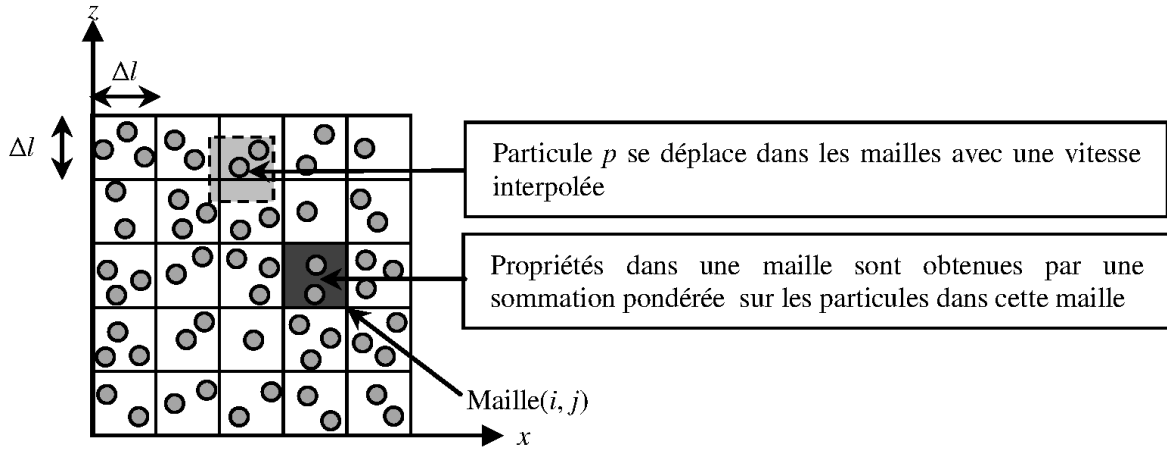 z
Δl
Δl
Particule p se déplace dans les mailles avec une vitesse
interpolée
Propriétés dans une maille sont obtenues par une
sommation pondérée sur les particules dans cette maille
Maille(i, j)
x